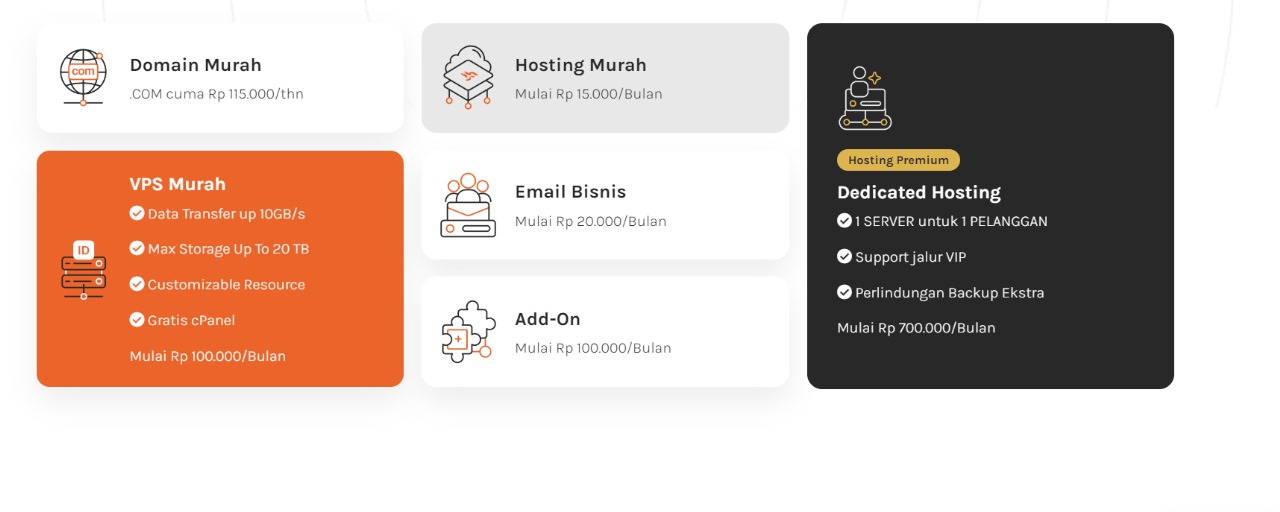 com
Domain Murah
.COM cuma Rp 115.000/thn
ID
VPS Murah
Data Transfer up 10GB/s
Max Storage Up To 20 TB
Customizable Resource
Gratis cPanel
Mulai Rp 100.000/Bulan
Hosting Murah
Mulai Rp 15.000/Bulan
Email Bisnis
Mulai Rp 20.000/Bulan
Add-On
Mulai Rp 100.000/Bulan
Hosting Premium
Dedicated Hosting
1 SERVER untuk 1 PELANGGAN
Support jalur VIP
Perlindungan Backup Ekstra
Mulai Rp 700.000/Bulan